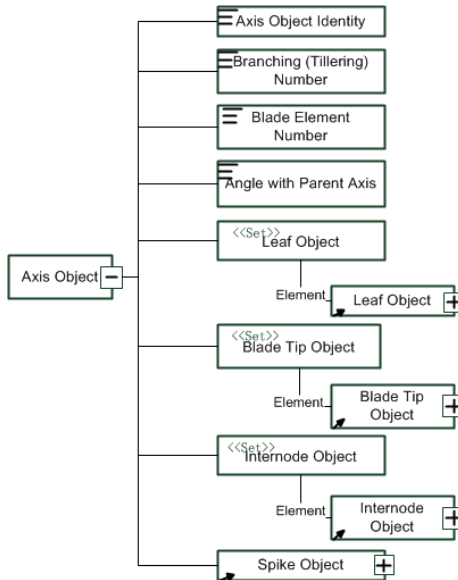 Axis Object Identity
Branching (Tillering)
Number
Blade Element
Number
Angle with Parent Axis
<<Set>>
Leaf Object
Axis Object
Element
Leaf Object
<<Set>>
Blade Tip Object
Element
Blade Tip
Object
<<Set>>
Internode Object
Element
Internode
Object
Spike Object